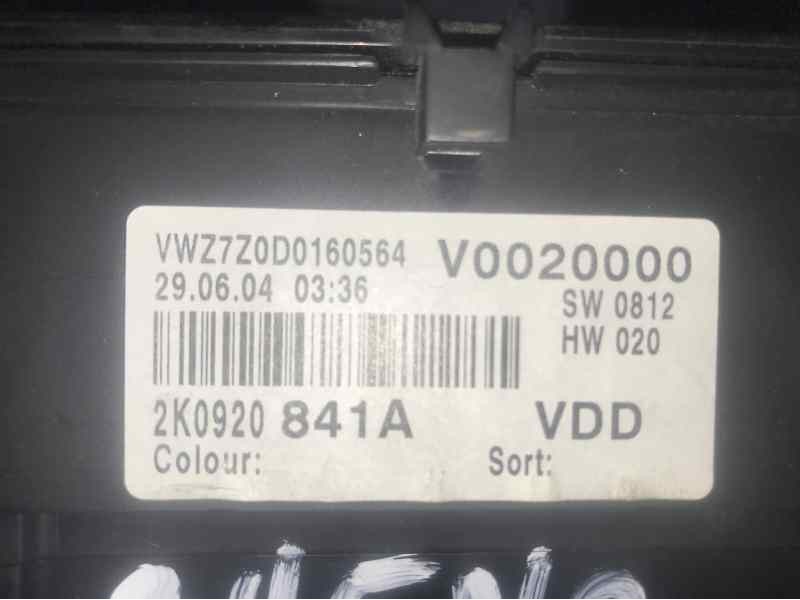 VWZ7Z0D0160564 V0020000
29.06.04 03:36 SW 0812
HW 020
2K0920 841A VDD
Colour: Sort: